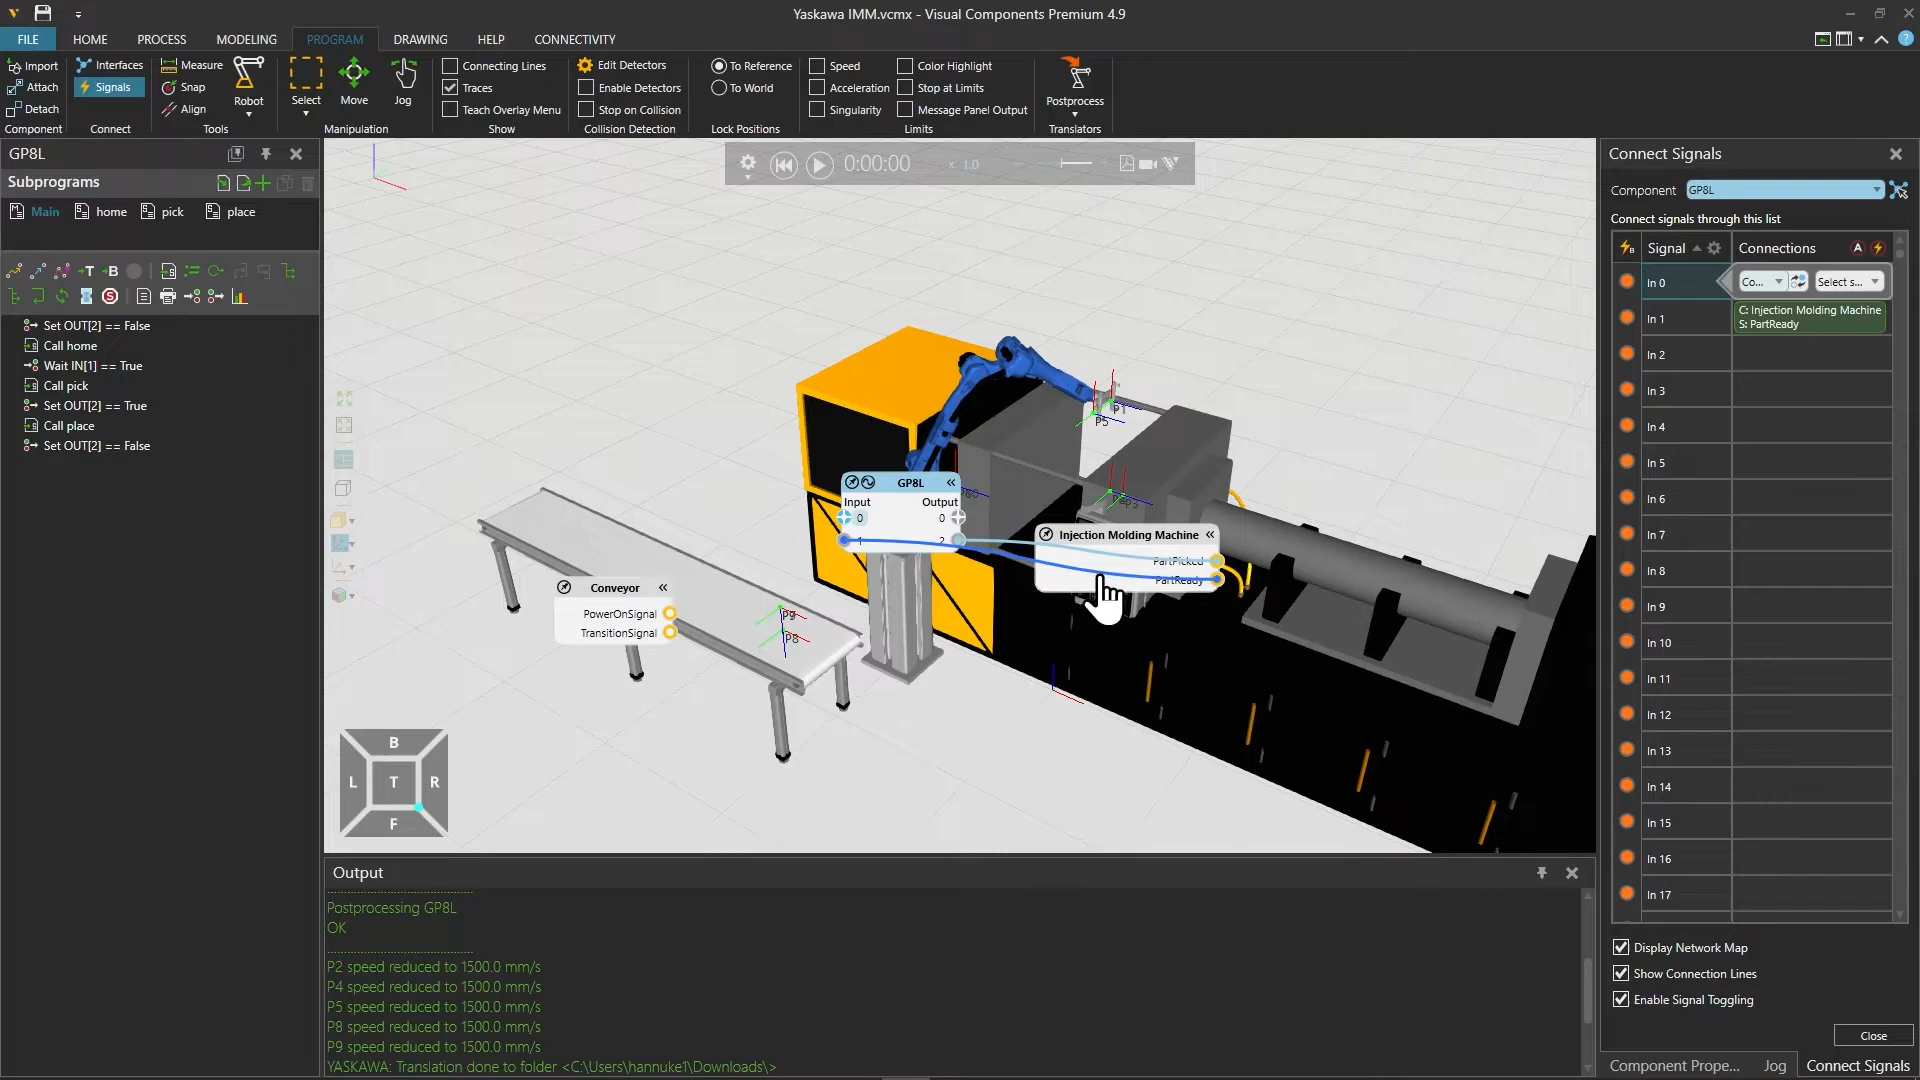 Yaskawa IMM.vcmx - Visual Components Premium 4.9
FILE HOME PROCESS MODELING PROGRAM DRAWING HELP CONNECTIVITY
Import
Attach
Detach
Component
Interfaces
Signals
Connect
Measure
Snap
Align
Robot
Tools
Select
Move
Jog
Manipulation
Connecting Lines
Traces
Teach Overlay Menu
Show
Edit Detectors
Enable Detectors
Stop on Collision
Collision Detection
To Reference
To World
Lock Positions
Speed
Acceleration
Singularity
Color Highlight
Stop at Limits
Message Panel Output
Limits
Postprocess
Translators
GP8L
Subprograms
Main home pick place
Set OUT[2] == False
Call home
Wait IN[1] == True
Call pick
Set OUT[2] == True
Call place
Set OUT[2] == False
0:00:00 x 1.0
P1
P5
P3
GP8L
Input Output
0 0
1 2
Injection Molding Machine
PartPicked
PartReady
Conveyor
PowerOnSignal
TransitionSignal
P9
P8
B
L T R
F
Output
Postprocessing GP8L
OK
P2 speed reduced to 1500.0 mm/s
P4 speed reduced to 1500.0 mm/s
P5 speed reduced to 1500.0 mm/s
P8 speed reduced to 1500.0 mm/s
P9 speed reduced to 1500.0 mm/s
YASKAWA: Translation done to folder <C:\Users\hannuke1\Downloads\>
Connect Signals
Component GP8L
Connect signals through this list
Signal Connections A
In 0 Co... Select s...
In 1 C: Injection Molding Machine
S: PartReady
In 2
In 3
In 4
In 5
In 6
In 7
In 8
In 9
In 10
In 11
In 12
In 13
In 14
In 15
In 16
In 17
Display Network Map
Show Connection Lines
Enable Signal Toggling
Close
Component Prope... Jog Connect Signals